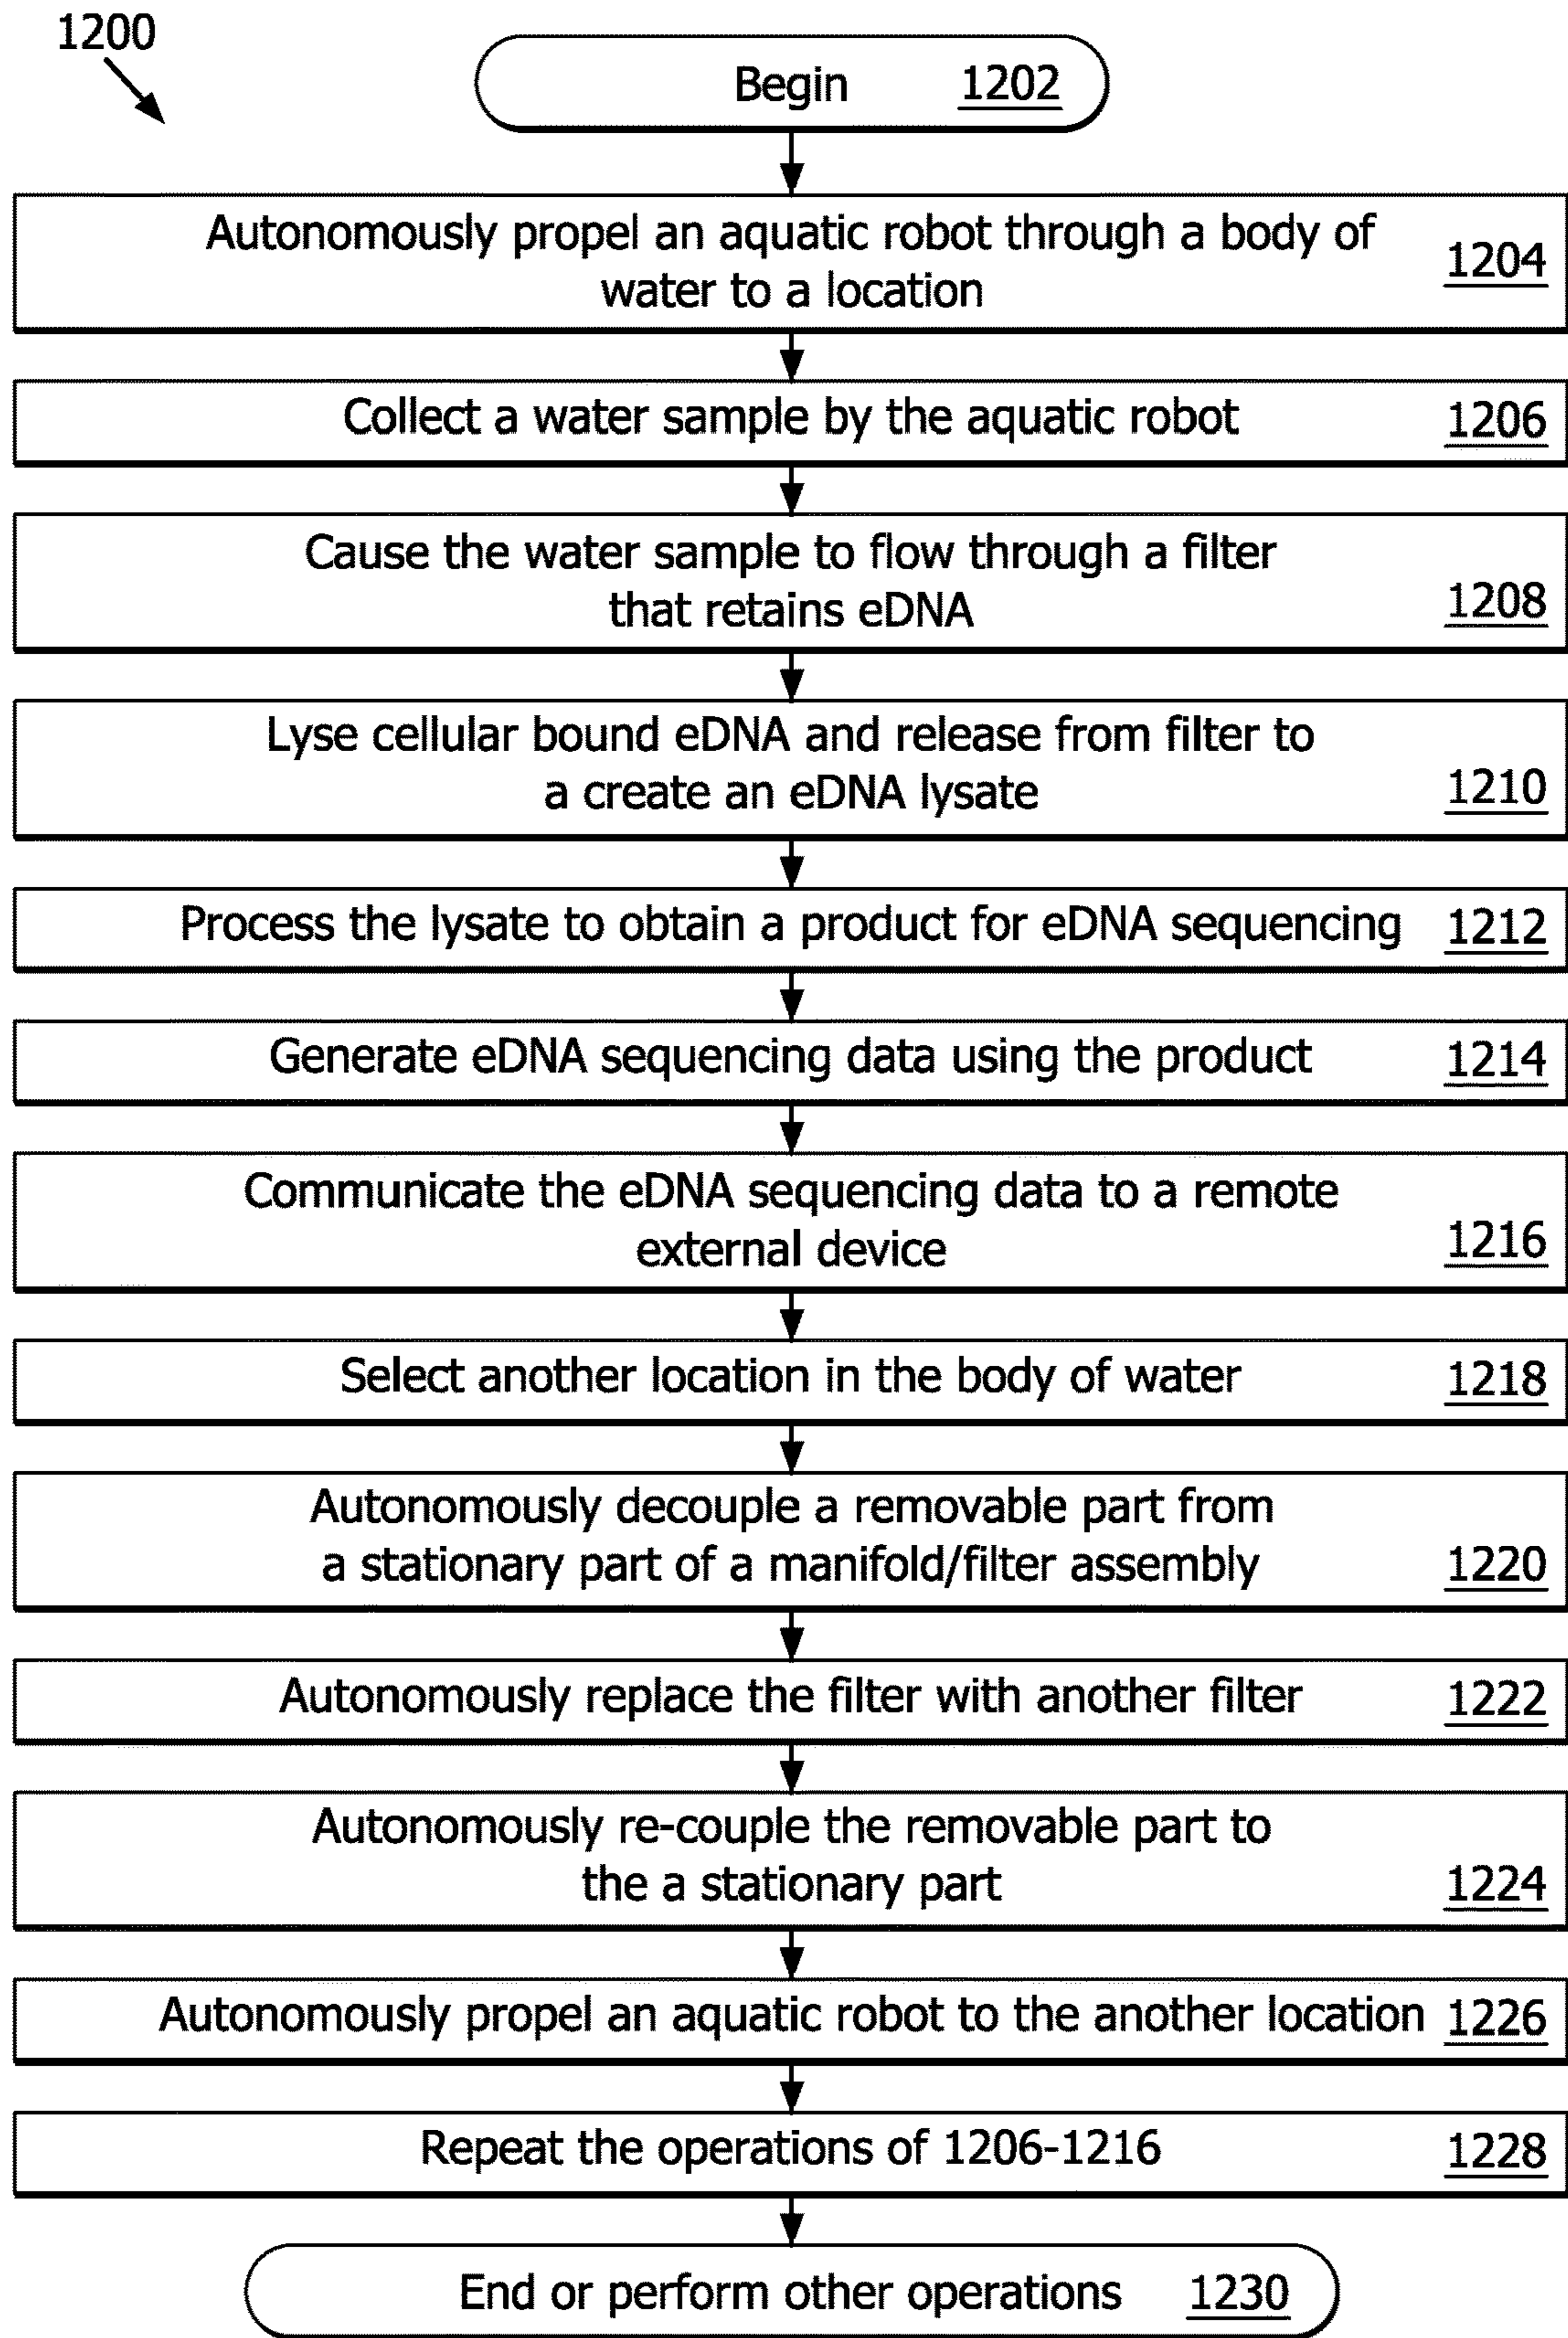 1200
Begin 1202
Autonomously propel an aquatic robot through a body of
water to a location 1204
Collect a water sample by the aquatic robot 1206
Cause the water sample to flow through a filter
that retains eDNA 1208
Lyse cellular bound eDNA and release from filter to
a create an eDNA lysate 1210
Process the lysate to obtain a product for eDNA sequencing 1212
Generate eDNA sequencing data using the product 1214
Communicate the eDNA sequencing data to a remote
external device 1216
Select another location in the body of water 1218
Autonomously decouple a removable part from
a stationary part of a manifold/filter assembly 1220
Autonomously replace the filter with another filter 1222
Autonomously re-couple the removable part to
the a stationary part 1224
Autonomously propel an aquatic robot to the another location 1226
Repeat the operations of 1206-1216 1228
End or perform other operations 1230